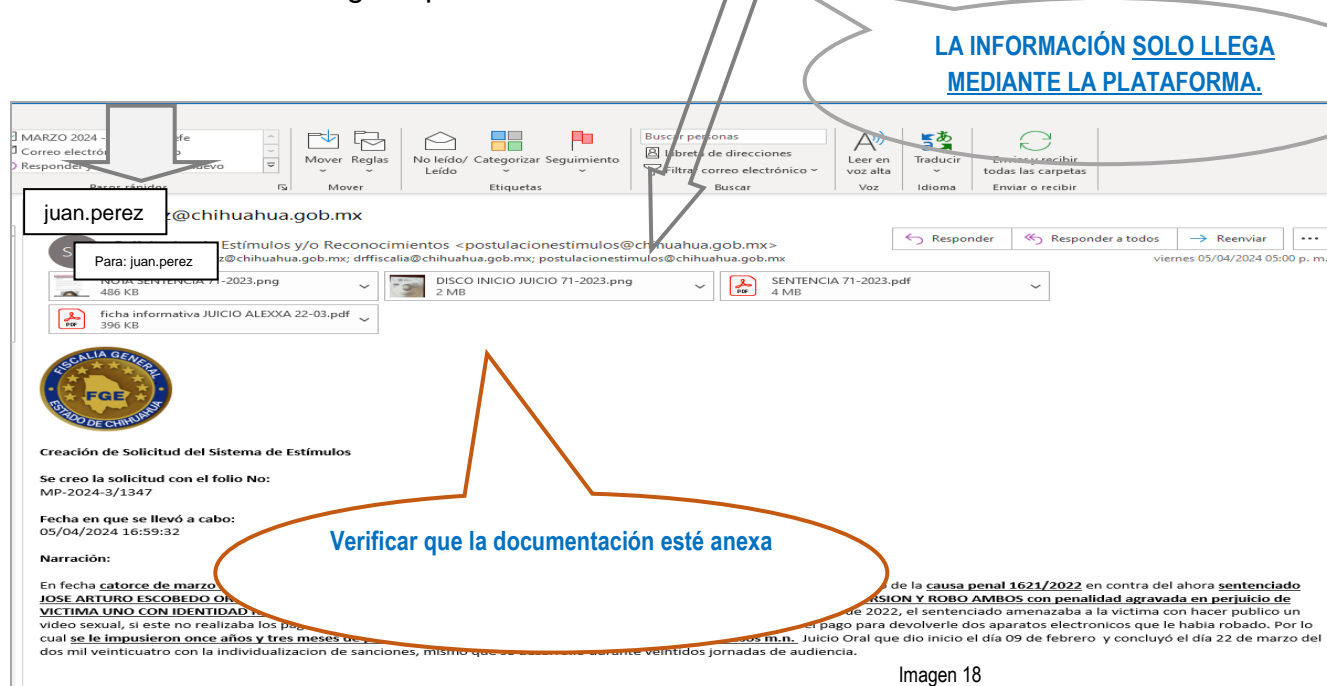 LA INFORMACIÓN SOLO LLEGA
MEDIANTE LA PLATAFORMA.
MARZO 2024 -
Correo
Mover Reglas
No leído/ Categorizar Seguimiento
Leído
Buscar personas
Libreta de direcciones
Filtrar correo electrónico
Leer en
voz alta
Traducir
Enviar y recibir
todas las carpetas
Pasos rápidos
Mover
Etiquetas
Buscar
Voz
Idioma
Enviar o recibir
juan.perez
@chihuahua.gob.mx
Estímulos y/o Reconocimientos <postulacionestimulos@chihuahua.gob.mx>
Responder
Responder a todos
Reenviar
Para: juan.perez
@chihuahua.gob.mx; drffiscalia@chihuahua.gob.mx; postulacionestimulos@chihuahua.gob.mx
viernes 05/04/2024 05:00 p. m.
NOTA SENTENCIA 71-2023.png
486 KB
DISCO INICIO JUICIO 71-2023.png
2 MB
SENTENCIA 71-2023.pdf
4 MB
ficha informativa JUICIO ALEXXA 22-03.pdf
396 KB
FISCALIA GENERAL
FGE
ESTADO DE CHIHUAHUA
Creación de Solicitud del Sistema de Estímulos
Se creo la solicitud con el folio No:
MP-2024-3/1347
Fecha en que se llevó a cabo:
05/04/2024 16:59:32
Verificar que la documentación esté anexa
Narración:
En fecha catorce de marzo de la causa penal 1621/2022 en contra del ahora sentenciado
JOSE ARTURO ESCOBEDO Y ROBO AMBOS con penalidad agravada en perjuicio de
VICTIMA UNO CON IDENTIDAD de 2022, el sentenciado amenazaba a la victima con hacer publico un
video sexual, si este no realizaba los pago para devolverle dos aparatos electronicos que le habia robado. Por lo
cual se le impusieron once años y tres meses de m.n. Juicio Oral que dio inicio el día 09 de febrero y concluyó el día 22 de marzo del
dos mil veinticuatro con la individualizacion de sanciones, mismo que se desarrollo durante veintidos jornadas de audiencia.
Imagen 18